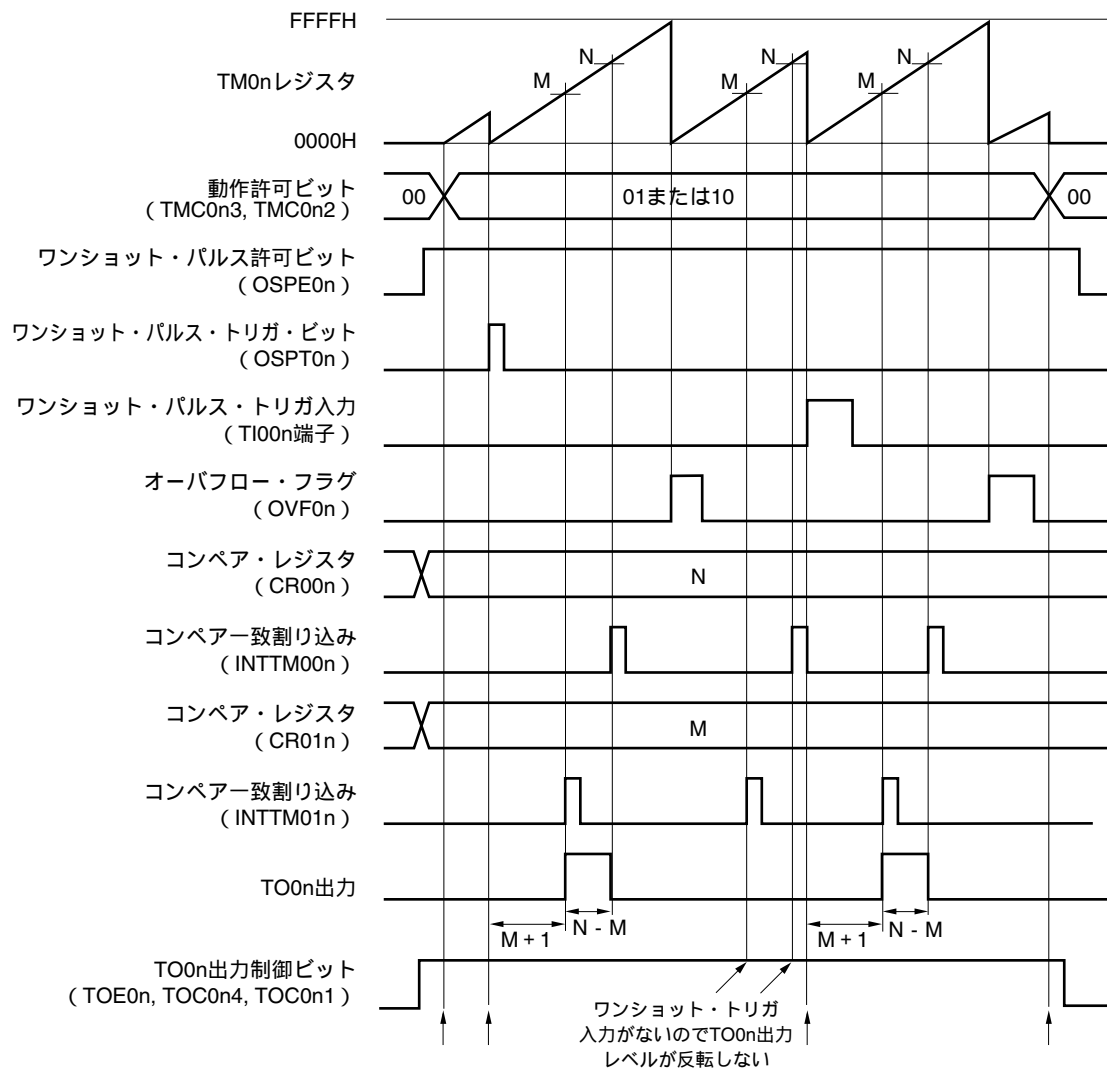 FFFFH
TM0nレジスタ
M
N
M
N
M
N
0000H
動作許可ビット
（TMC0n3, TMC0n2）
00
01または10
00
ワンショット・パルス許可ビット
（OSPE0n）
ワンショット・パルス・トリガ・ビット
（OSPT0n）
ワンショット・パルス・トリガ入力
（TI00n端子）
オーバフロー・フラグ
（OVF0n）
コンペア・レジスタ
（CR00n）
N
コンペア一致割り込み
（INTTM00n）
コンペア・レジスタ
（CR01n）
M
コンペア一致割り込み
（INTTM01n）
TO0n出力
M + 1
N - M
M + 1
N - M
TO0n出力制御ビット
（TOE0n, TOC0n4, TOC0n1）
ワンショット・トリガ
入力がないのでTO0n出力
レベルが反転しない